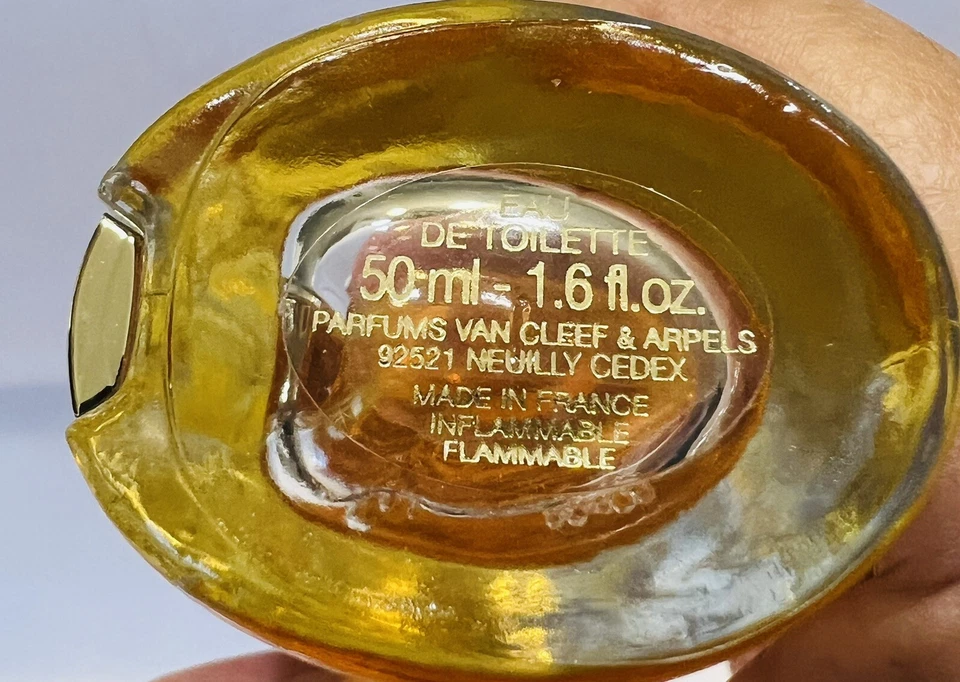 EAU
DE TOILETTE
50 ml - 1.6 fl.oz.
PARFUMS VAN CLEEF & ARPELS
92521 NEUILLY CEDEX
MADE IN FRANCE
INFLAMMABLE
FLAMMABLE